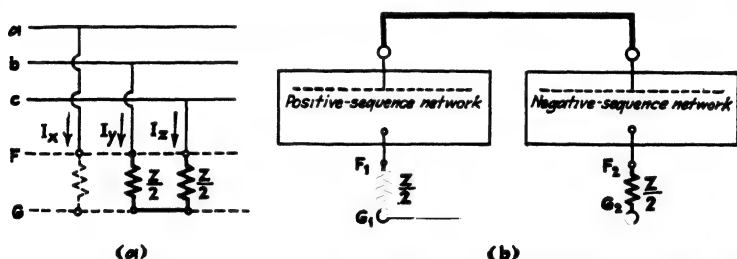 a
b
c
Ix Iy Iz
F
Z/2 Z/2
G
(a)
Positive-sequence network
F1
Z/2
G1
Negative-sequence network
F2
Z/2
G2
(b)